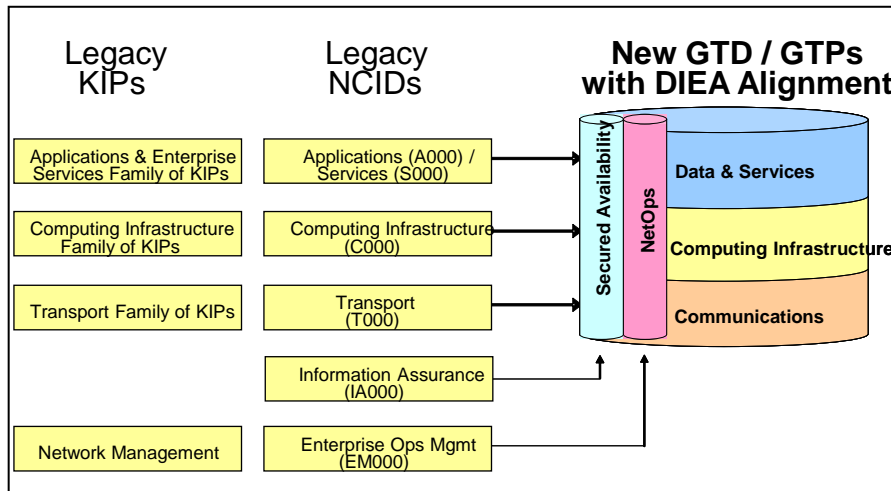 Legacy
KIPs
Legacy
NCIDs
New GTD / GTPs
with DIEA Alignment
Applications & Enterprise
Services Family of KIPs
Applications (A000) /
Services (S000)
Computing Infrastructure
Family of KIPs
Computing Infrastructure
(C000)
Transport Family of KIPs
Transport
(T000)
Information Assurance
(IA000)
Network Management
Enterprise Ops Mgmt
(EM000)
Secured Availability
NetOps
Data & Services
Computing Infrastructure
Communications